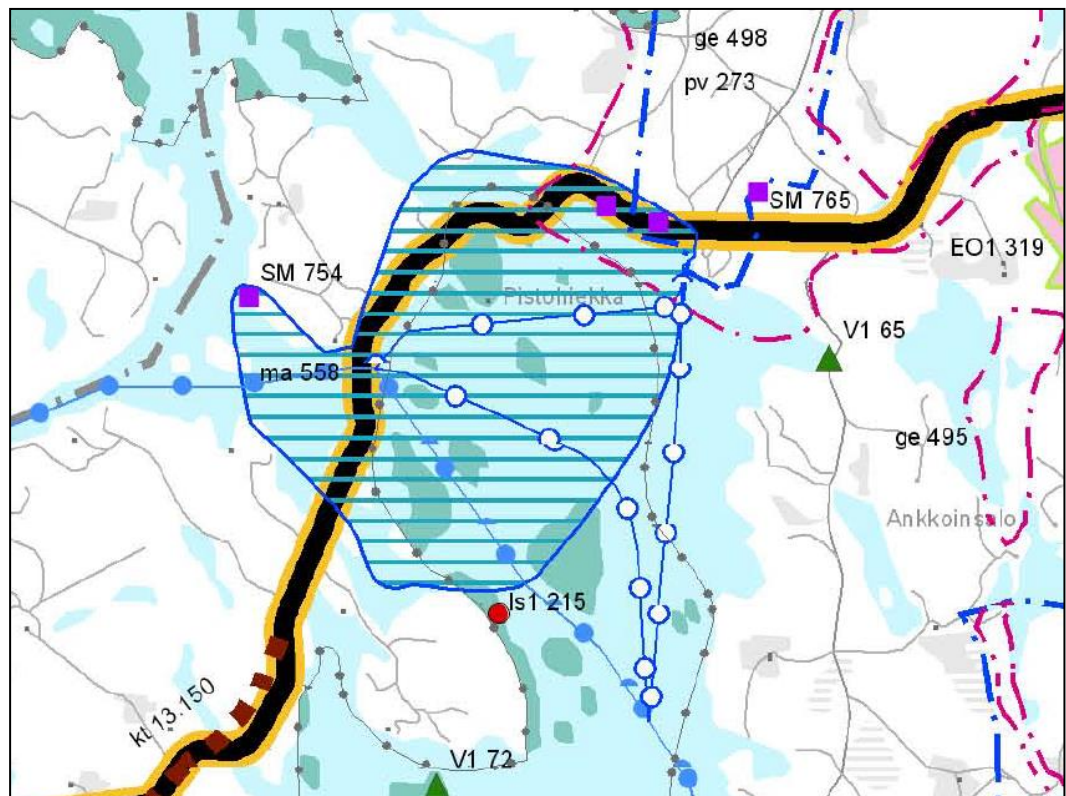 ge 498
pv 273
SM 765
EO1 319
SM 754
Pistohiekka
V1 65
ma 558
ge 495
Ankkoinsalo
ls1 215
kt 13.150
V1 72